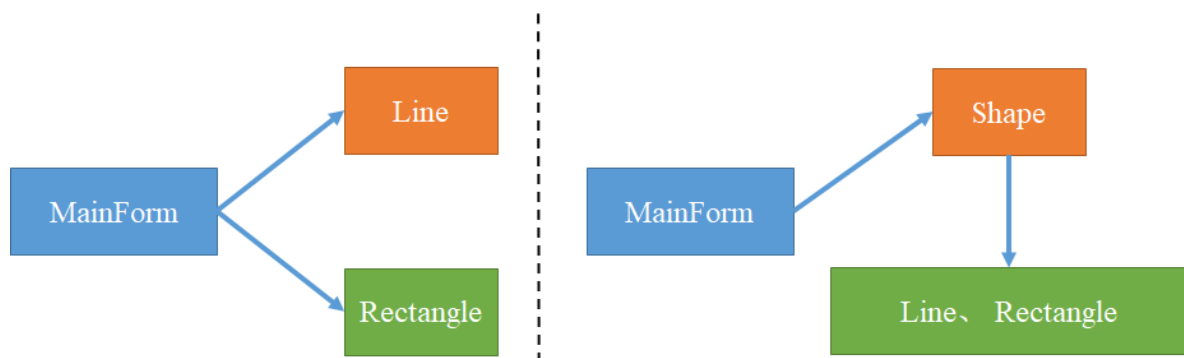 Line
MainForm
Rectangle
Shape
MainForm
Line、 Rectangle